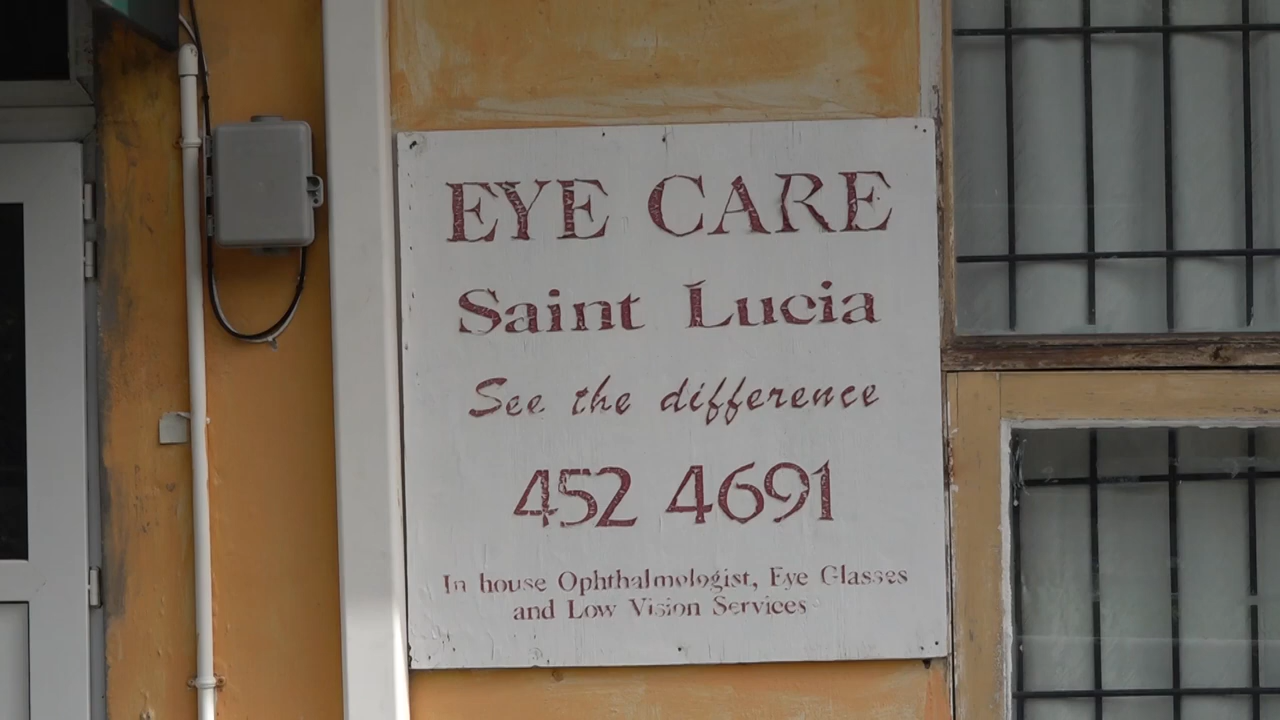 EYE CARE
Saint Lucia
See the difference
452 4691
In house Ophthalmologist, Eye Glasses
and Low Vision Services